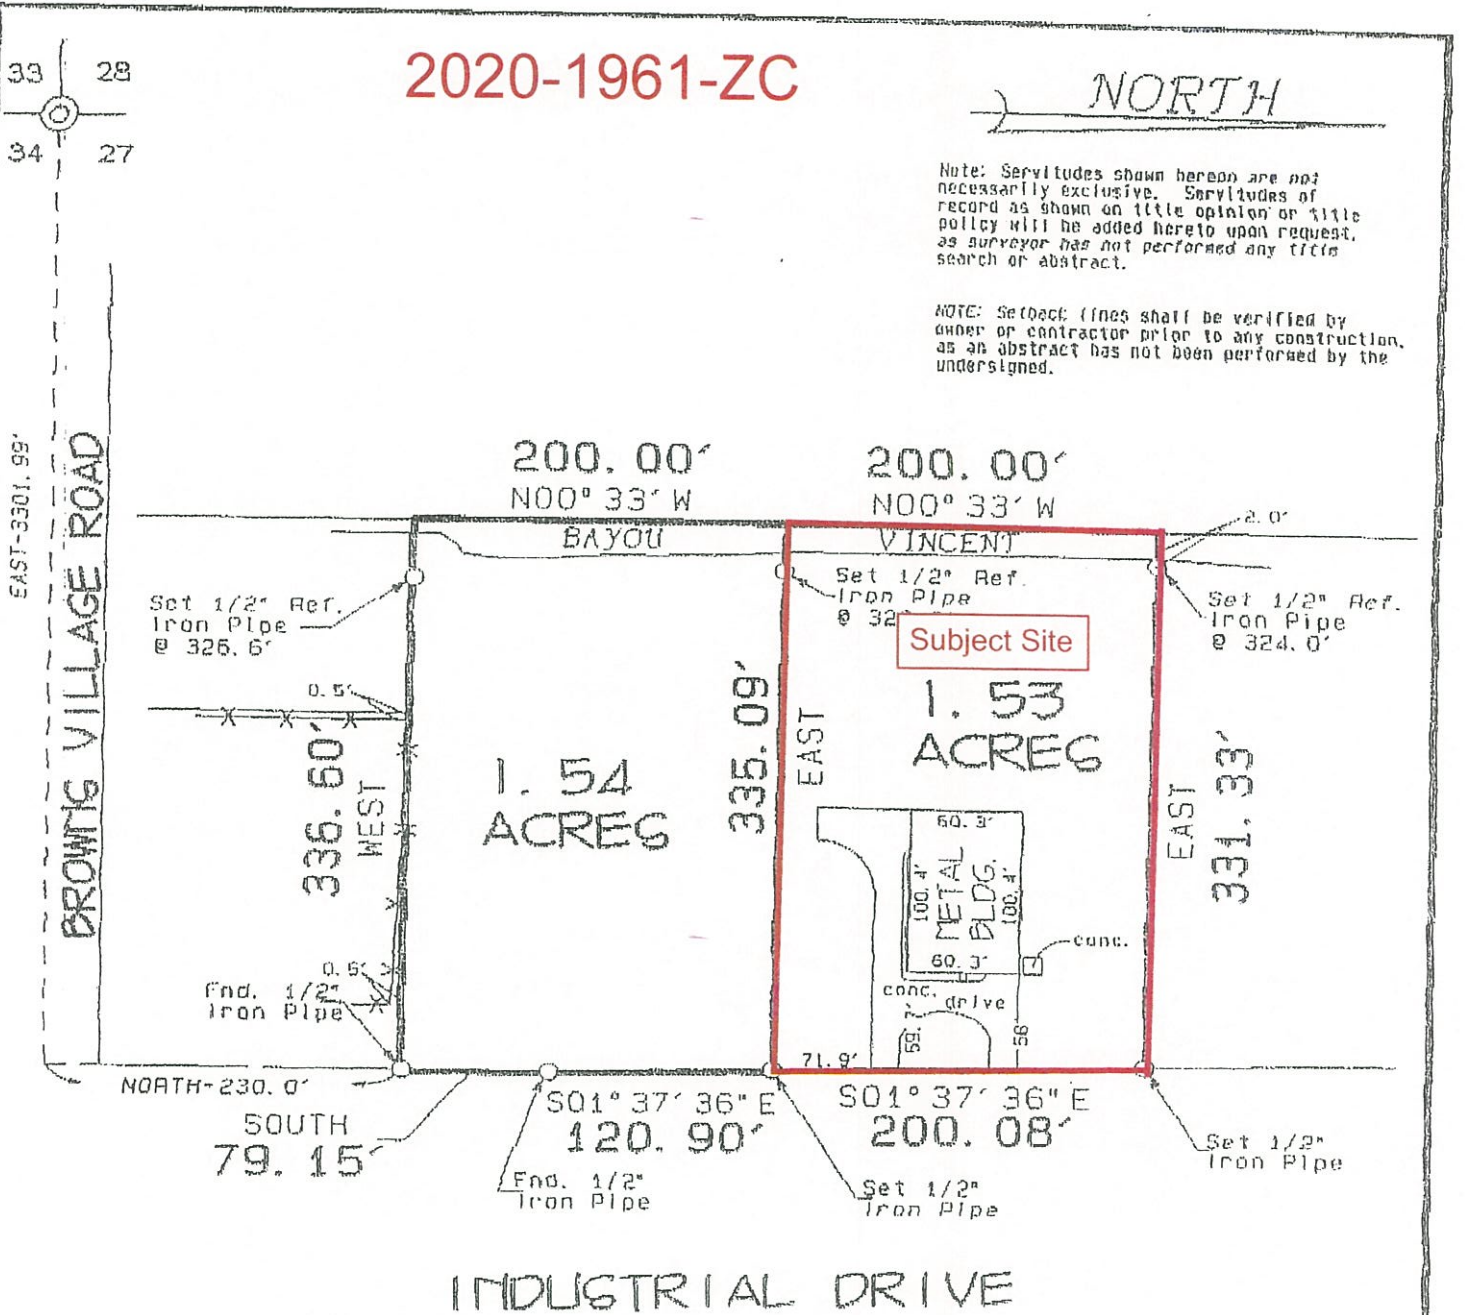 2020-1961-ZC
33 28
34 27
NORTH
Note: Servitudes shown hereon are not
necessarily exclusive. Servitudes of
record as shown on title opinion or title
policy will be added hereto upon request,
as surveyor has not performed any title
search or abstract.
NOTE: Setback lines shall be verified by
owner or contractor prior to any construction,
as an abstract has not been performed by the
undersigned.
EAST-3301.99'
BROWNS VILLAGE ROAD
200.00'
N00° 33' W
200.00'
N00° 33' W
BAYOU VINCENT
2.0'
Set 1/2" Ref.
Iron Pipe
@ 326.6'
Set 1/2" Ref.
Iron Pipe
@ 32
Set 1/2" Ref.
Iron Pipe
@ 324.0'
Subject Site
0.5'
336.60'
WEST
1.54
ACRES
335.09'
EAST
1.53
ACRES
EAST
331.33'
60.3'
100.4'
METAL
BLDG.
100.4'
60.3'
conc.
conc.
drive
59.7'
58'
71.9'
0.6'
Fnd. 1/2"
Iron Pipe
NORTH-230.0'
SOUTH
79.15'
S01° 37' 36" E
120.90'
S01° 37' 36" E
200.08'
Fnd. 1/2"
Iron Pipe
Set 1/2"
Iron Pipe
Set 1/2"
Iron Pipe
INDUSTRIAL DRIVE